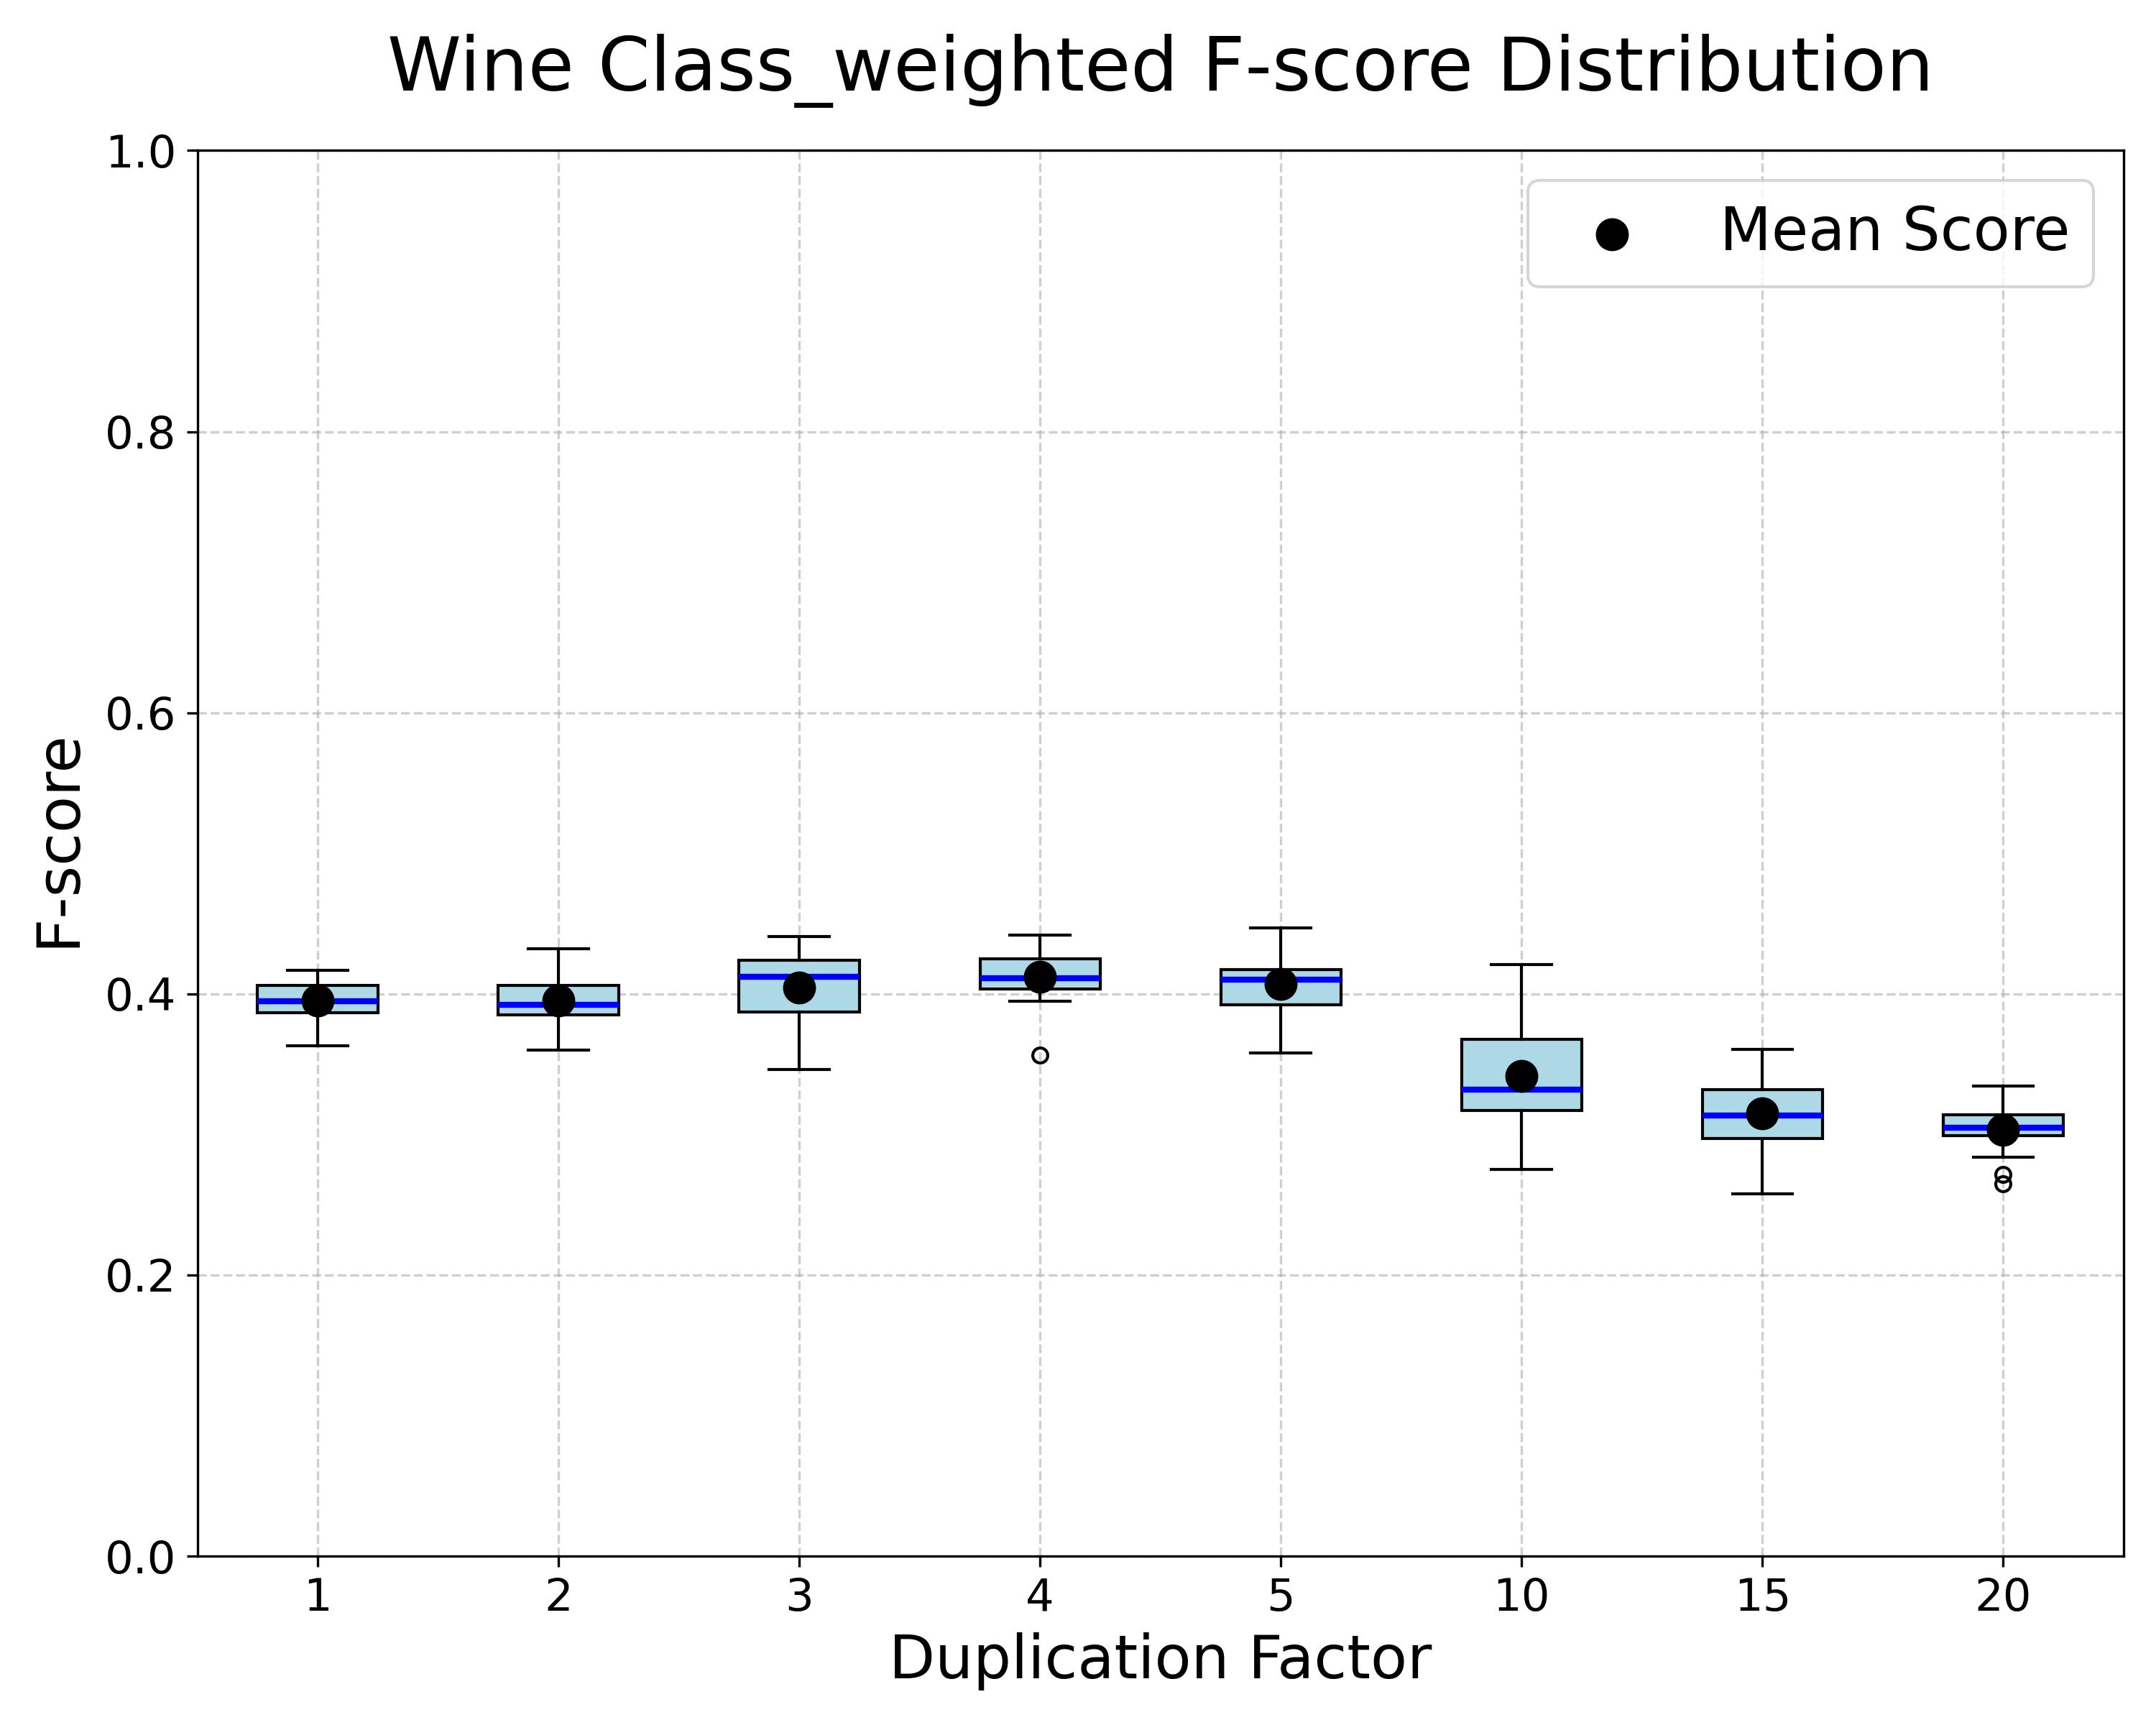 Wine Class_weighted F-score Distribution
Mean Score
1.0
0.8
0.6
0.4
0.2
0.0
F-score
1 2 3 4 5 10 15 20
Duplication Factor